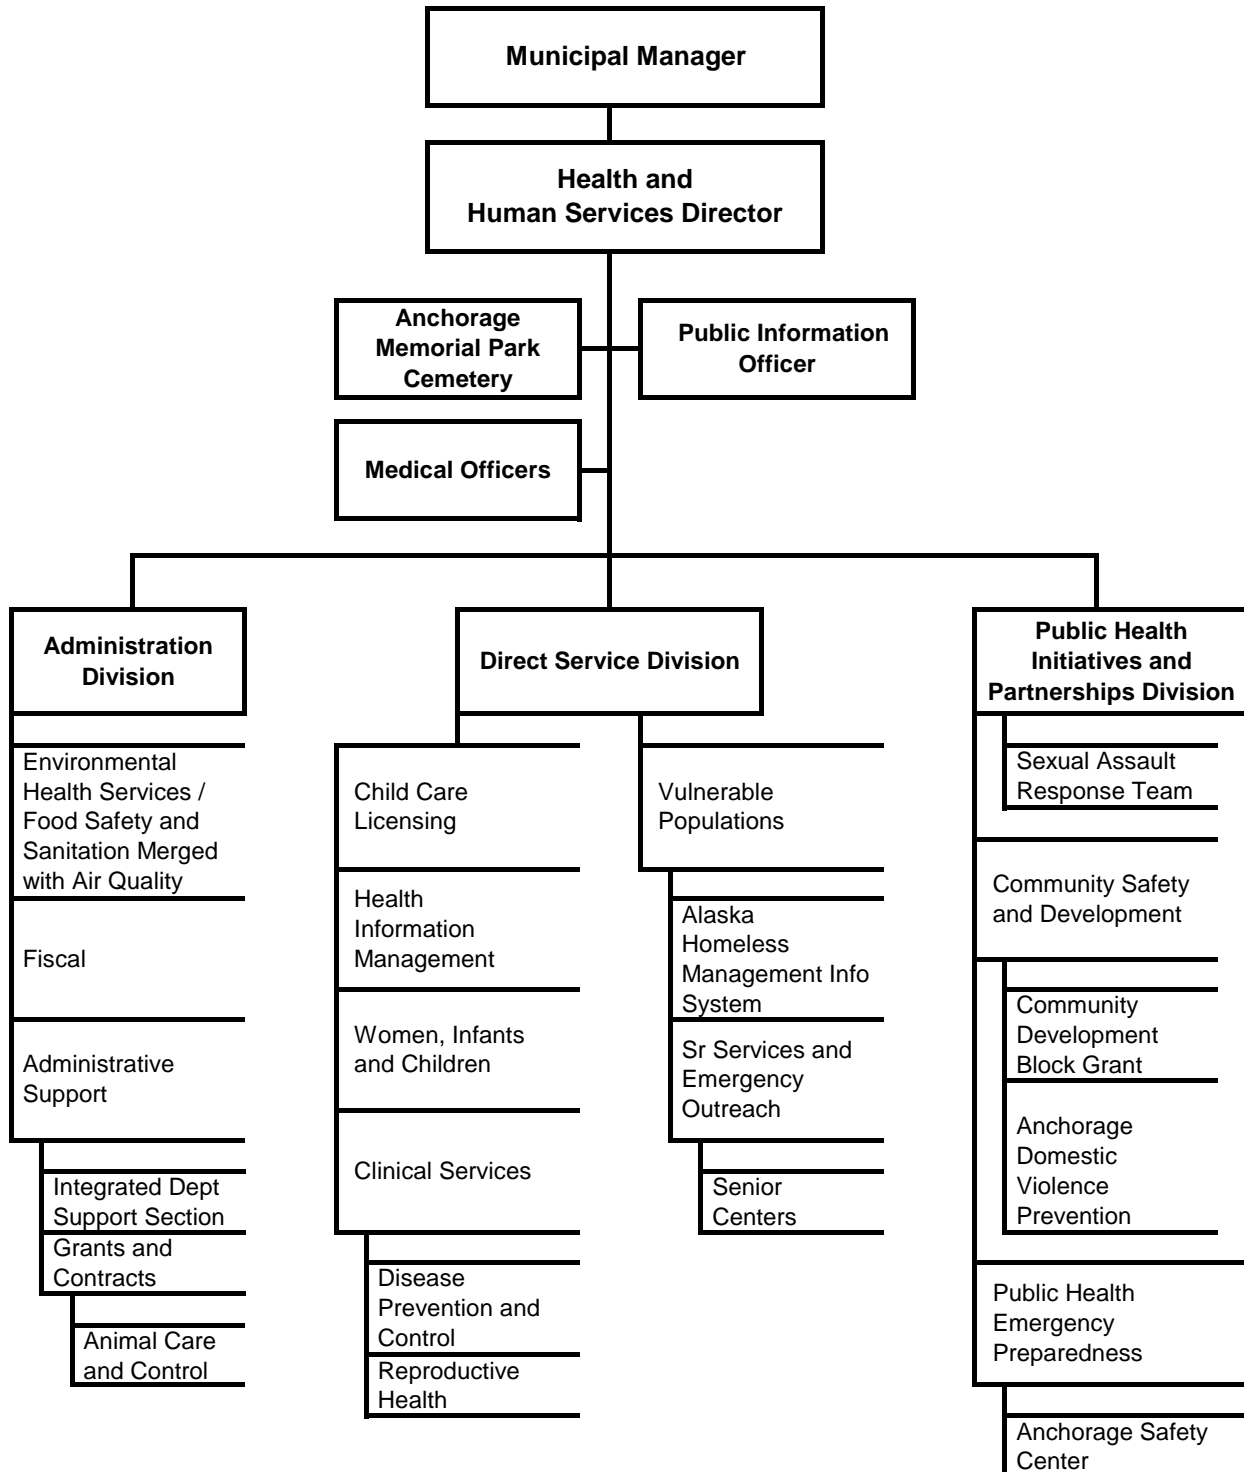 Municipal Manager
Health and
Human Services Director
Anchorage
Memorial Park
Cemetery
Public Information
Officer
Medical Officers
Administration
Division
Environmental
Health Services /
Food Safety and
Sanitation Merged
with Air Quality
Fiscal
Administrative
Support
Integrated Dept
Support Section
Grants and
Contracts
Animal Care
and Control
Direct Service Division
Child Care
Licensing
Health
Information
Management
Women, Infants
and Children
Clinical Services
Disease
Prevention and
Control
Reproductive
Health
Vulnerable
Populations
Alaska
Homeless
Management Info
System
Sr Services and
Emergency
Outreach
Senior
Centers
Public Health
Initiatives and
Partnerships Division
Sexual Assault
Response Team
Community Safety
and Development
Community
Development
Block Grant
Anchorage
Domestic
Violence
Prevention
Public Health
Emergency
Preparedness
Anchorage Safety
Center